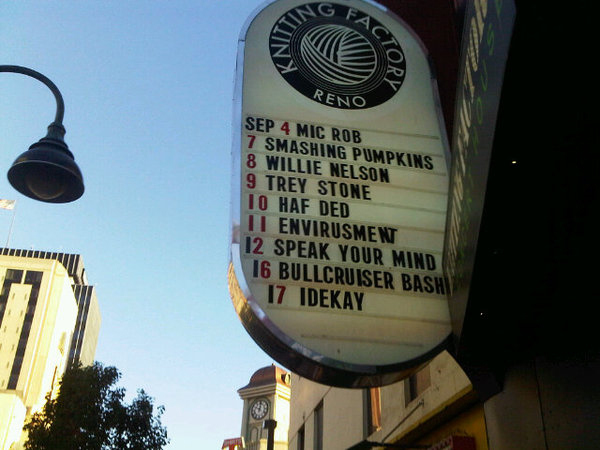 KNITTING FACTORY
RENO
SEP 4 MIC ROB
7 SMASHING PUMPKINS
8 WILLIE NELSON
9 TREY STONE
10 HAF DED
11 ENVIRUSMENT
12 SPEAK YOUR MIND
16 BULLCRUISER BASH
17 IDEKAY